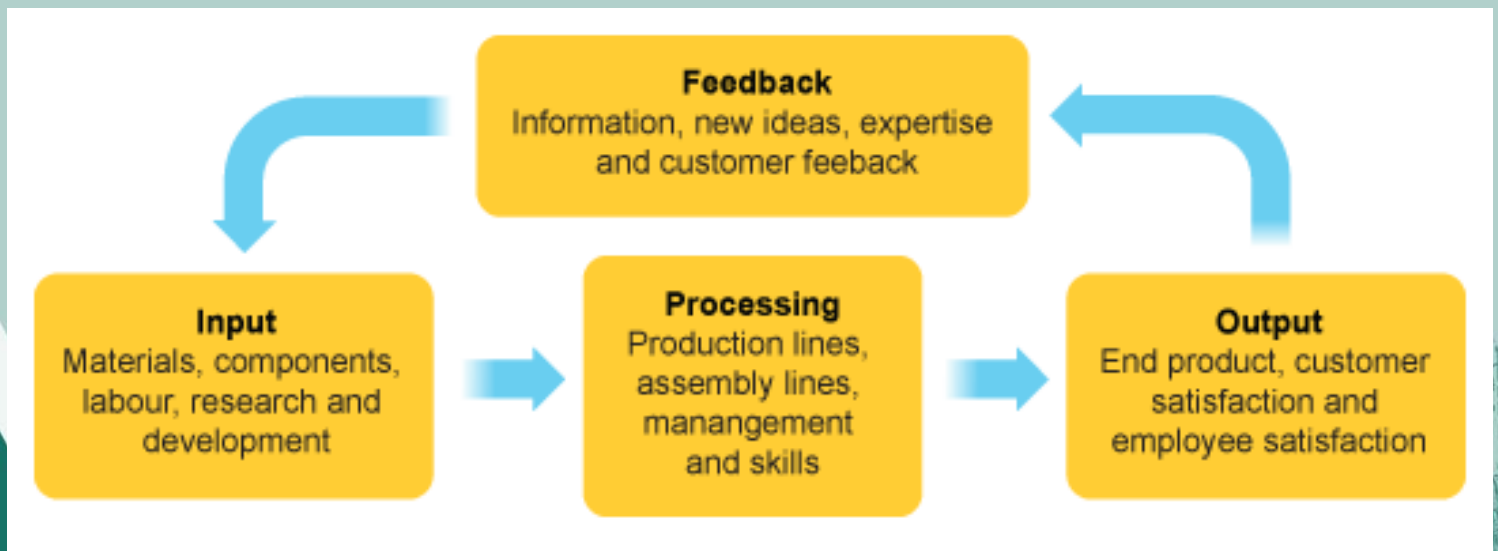 Feedback
Information, new ideas, expertise
and customer feeback
Input
Materials, components,
labour, research and
development
Processing
Production lines,
assembly lines,
manangement
and skills
Output
End product, customer
satisfaction and
employee satisfaction